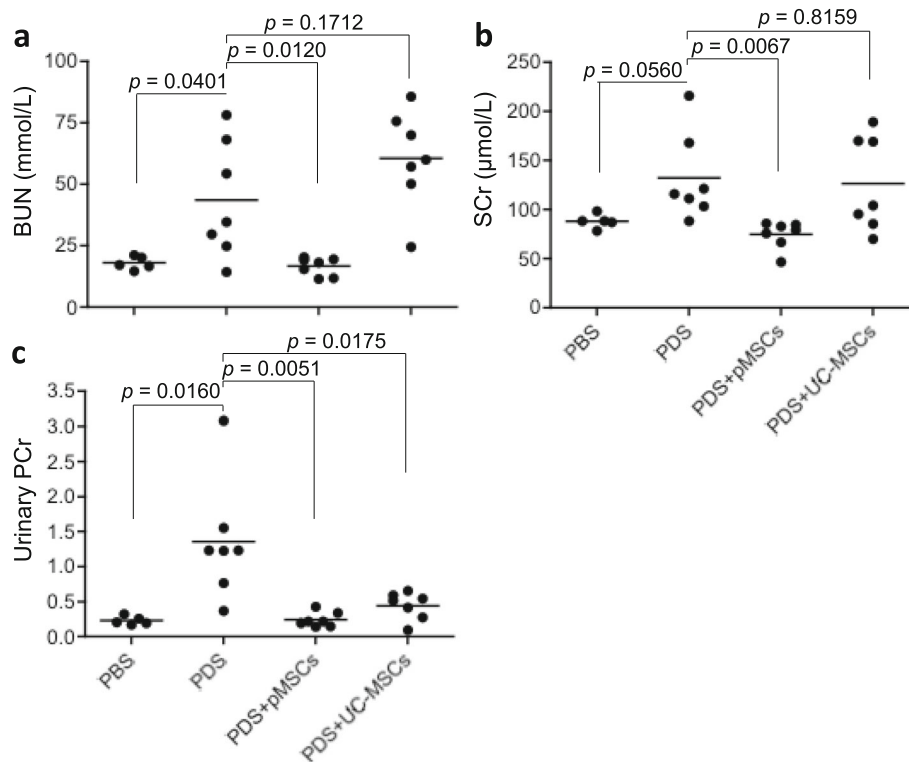 a
p = 0.1712
p = 0.0120
p = 0.0401
BUN (mmol/L)
100
75
50
25
0
b
p = 0.8159
p = 0.0067
p = 0.0560
SCr (µmol/L)
250
200
150
100
50
0
PBS
PDS
PDS+pMSCs
PDS+UC-MSCs
c
p = 0.0175
p = 0.0051
p = 0.0160
Urinary PCr
3.5
3.0
2.5
2.0
1.5
1.0
0.5
0.0
PBS
PDS
PDS+pMSCs
PDS+UC-MSCs